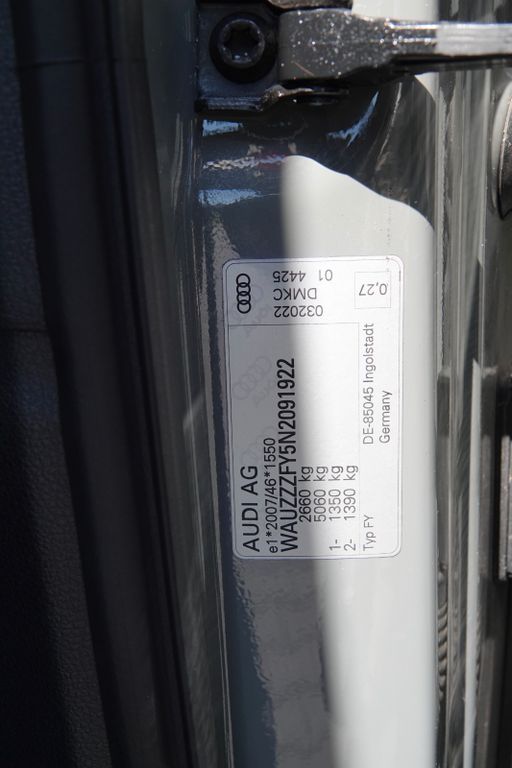 AUDI AG
e1*2007/46*1550
WAUZZZFY5N2091922
2660 kg
5060 kg
1- 1350 kg
2- 1390 kg
Typ FY
DE-85045 Ingolstadt
Germany
032022
DMKC
01 4425
0,27